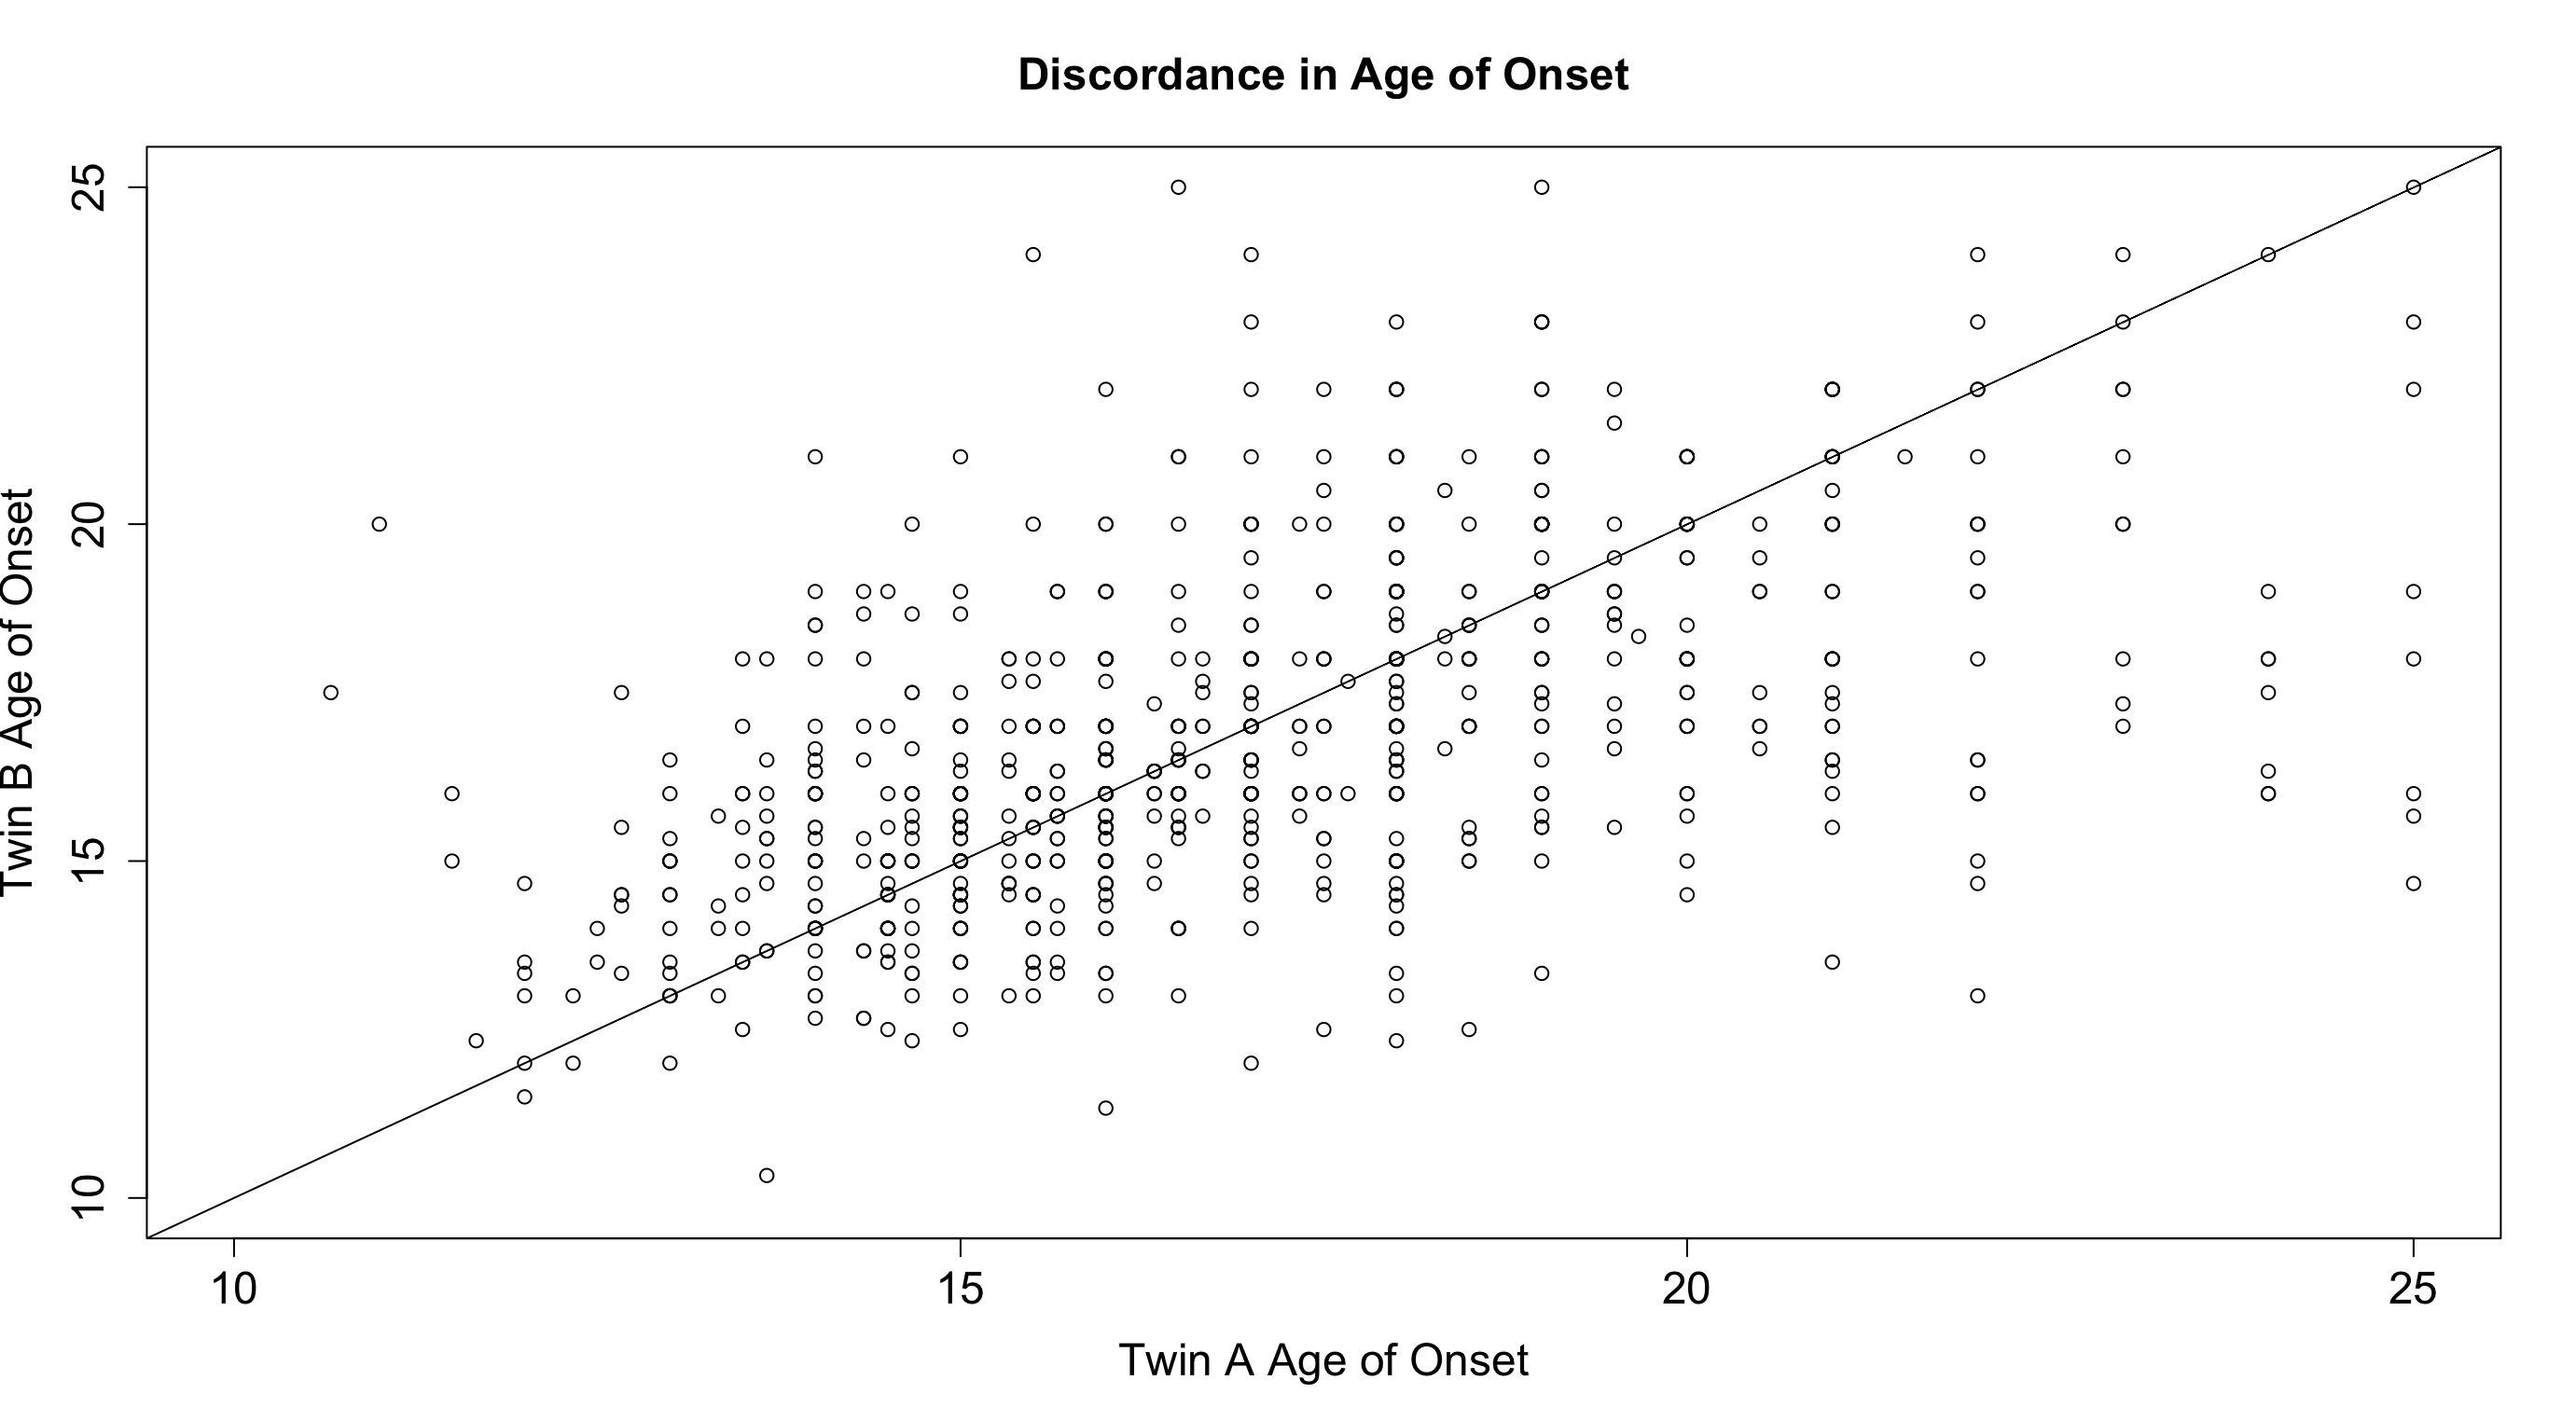 Discordance in Age of Onset
25
20
15
10
Twin B Age of Onset
10 15 20 25
Twin A Age of Onset